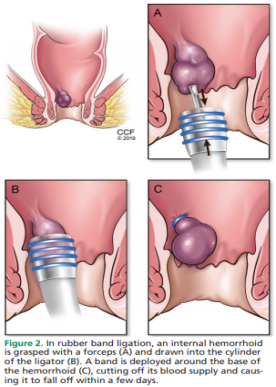 A
CCF
© 2019
B
C
Figure 2. In rubber band ligation, an internal hemorrhoid
is grasped with a forceps (A) and drawn into the cylinder
of the ligator (B). A band is deployed around the base of
the hemorrhoid (C), cutting off its blood supply and caus-
ing it to fall off within a few days.